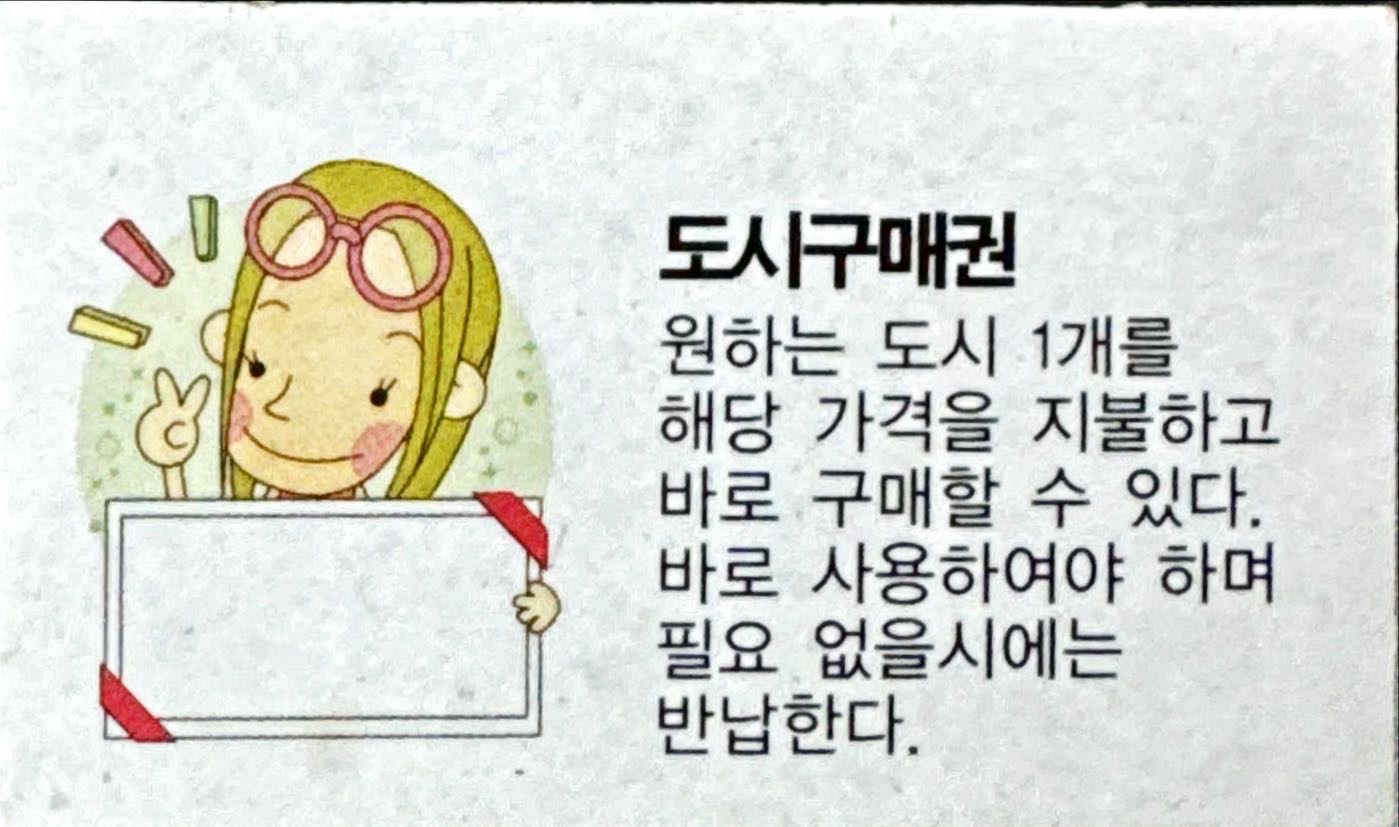 도시구매권
원하는 도시 1개를
해당 가격을 지불하고
바로 구매할 수 있다.
바로 사용하여야 하며
필요 없을시에는
반납한다.